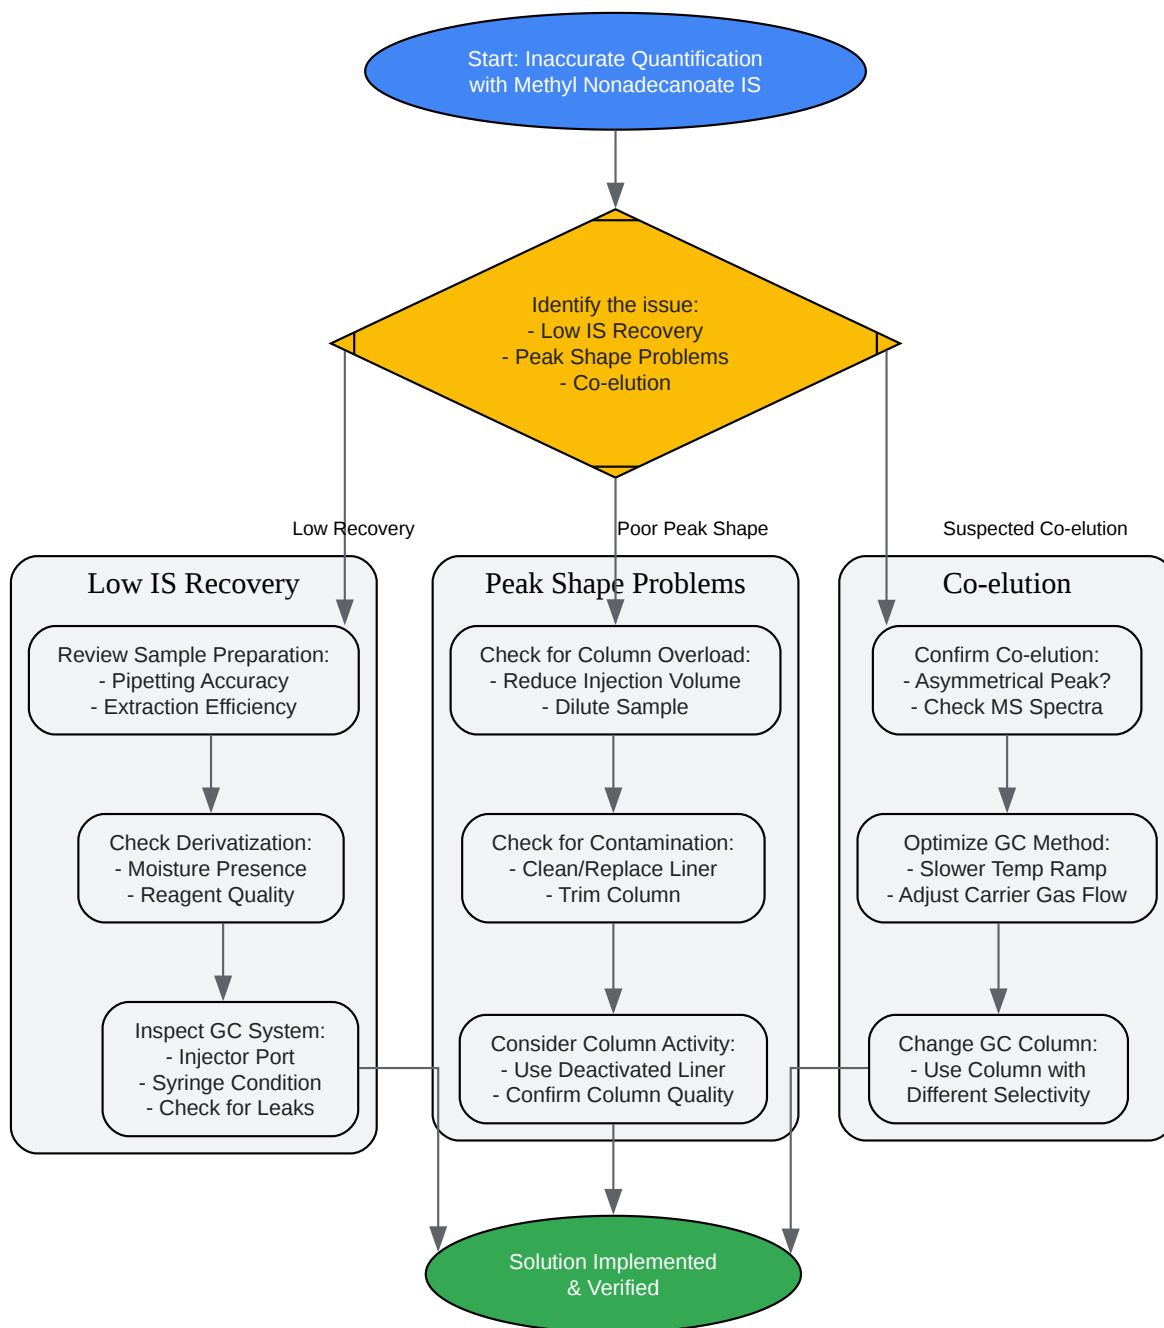 Start: Inaccurate Quantification
with Methyl Nonadecanoate IS
Identify the issue:
- Low IS Recovery
- Peak Shape Problems
- Co-elution
Low Recovery
Poor Peak Shape
Suspected Co-elution
Low IS Recovery
Review Sample Preparation:
- Pipetting Accuracy
- Extraction Efficiency
Check Derivatization:
- Moisture Presence
- Reagent Quality
Inspect GC System:
- Injector Port
- Syringe Condition
- Check for Leaks
Peak Shape Problems
Check for Column Overload:
- Reduce Injection Volume
- Dilute Sample
Check for Contamination:
- Clean/Replace Liner
- Trim Column
Consider Column Activity:
- Use Deactivated Liner
- Confirm Column Quality
Co-elution
Confirm Co-elution:
- Asymmetrical Peak?
- Check MS Spectra
Optimize GC Method:
- Slower Temp Ramp
- Adjust Carrier Gas Flow
Change GC Column:
- Use Column with
Different Selectivity
Solution Implemented
& Verified